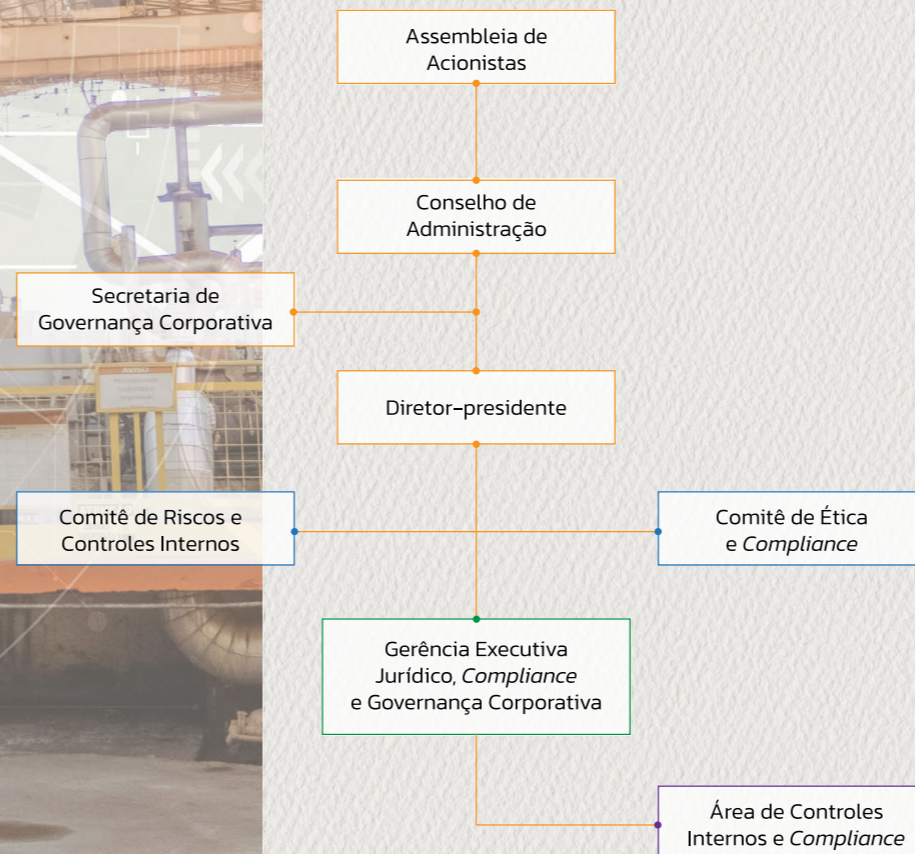 Assembleia de
Acionistas
Conselho de
Administração
Secretaria de
Governança Corporativa
Diretor-presidente
Comitê de Riscos e
Controles Internos
Comitê de Ética
e Compliance
Gerência Executiva
Jurídico, Compliance
e Governança Corporativa
Área de Controles
Internos e Compliance